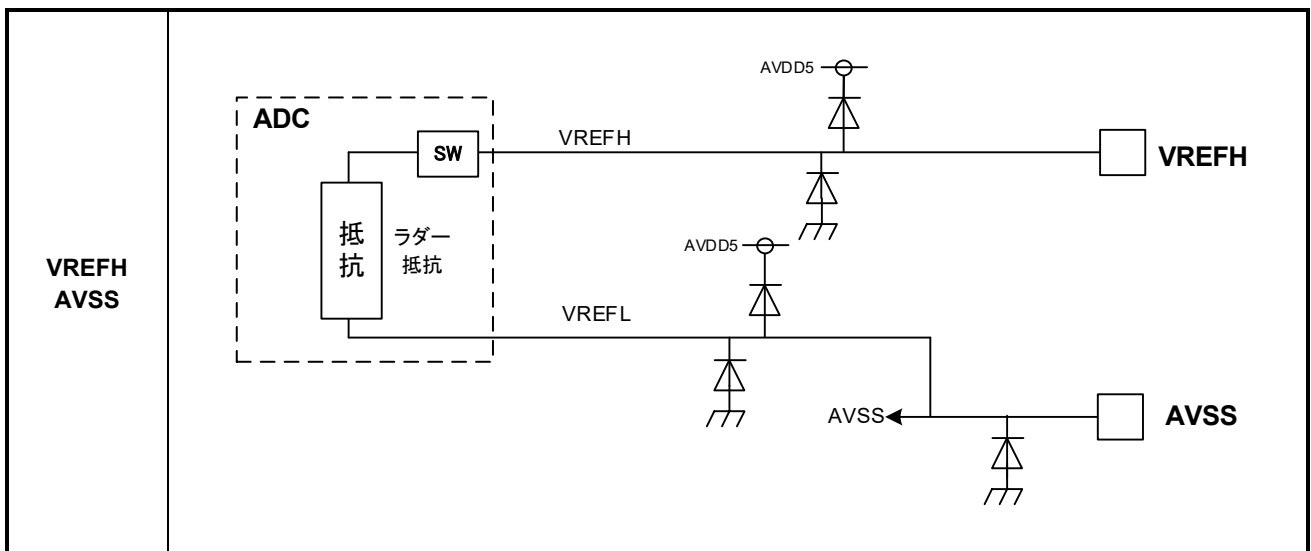 VREFH
AVSS
ADC
SW
抵
抗
ラダー
抵抗
VREFH
AVDD5
VREFH
AVDD5
VREFL
AVSS
AVSS